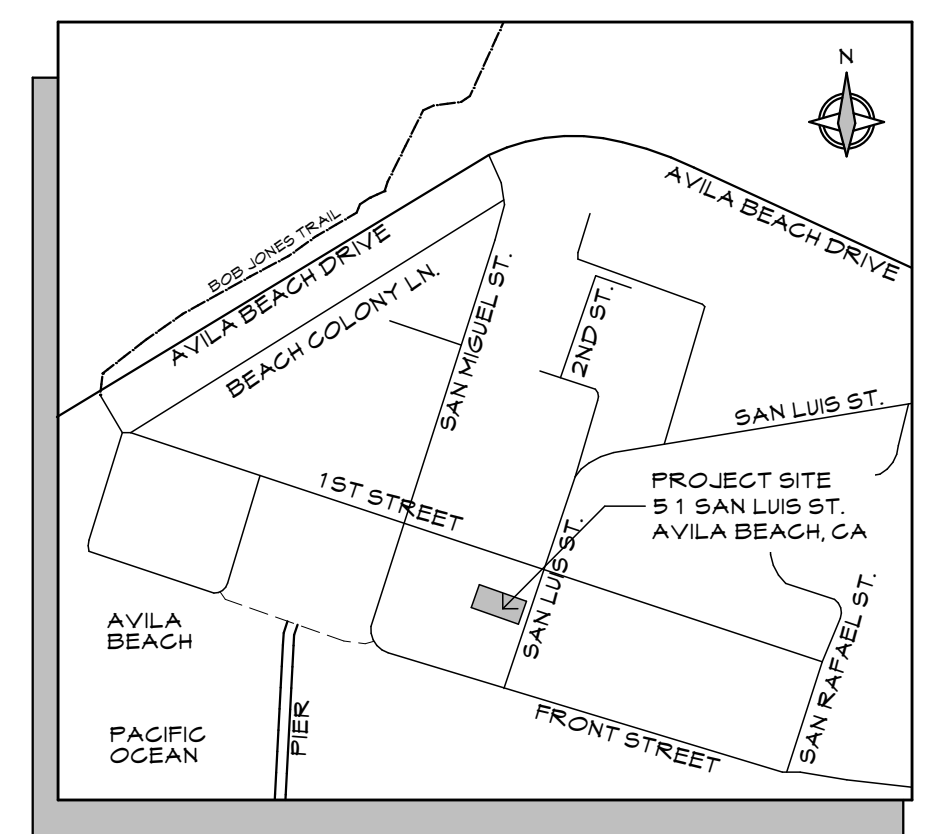 N
BOB JONES TRAIL
AVILA BEACH DRIVE
AVILA BEACH DRIVE
BEACH COLONY LN.
SAN MIGUEL ST.
2ND ST.
SAN LUIS ST.
1ST STREET
PROJECT SITE
51 SAN LUIS ST.
AVILA BEACH, CA
SAN LUIS ST.
AVILA
BEACH
SAN RAFAEL ST.
FRONT STREET
PIER
PACIFIC
OCEAN